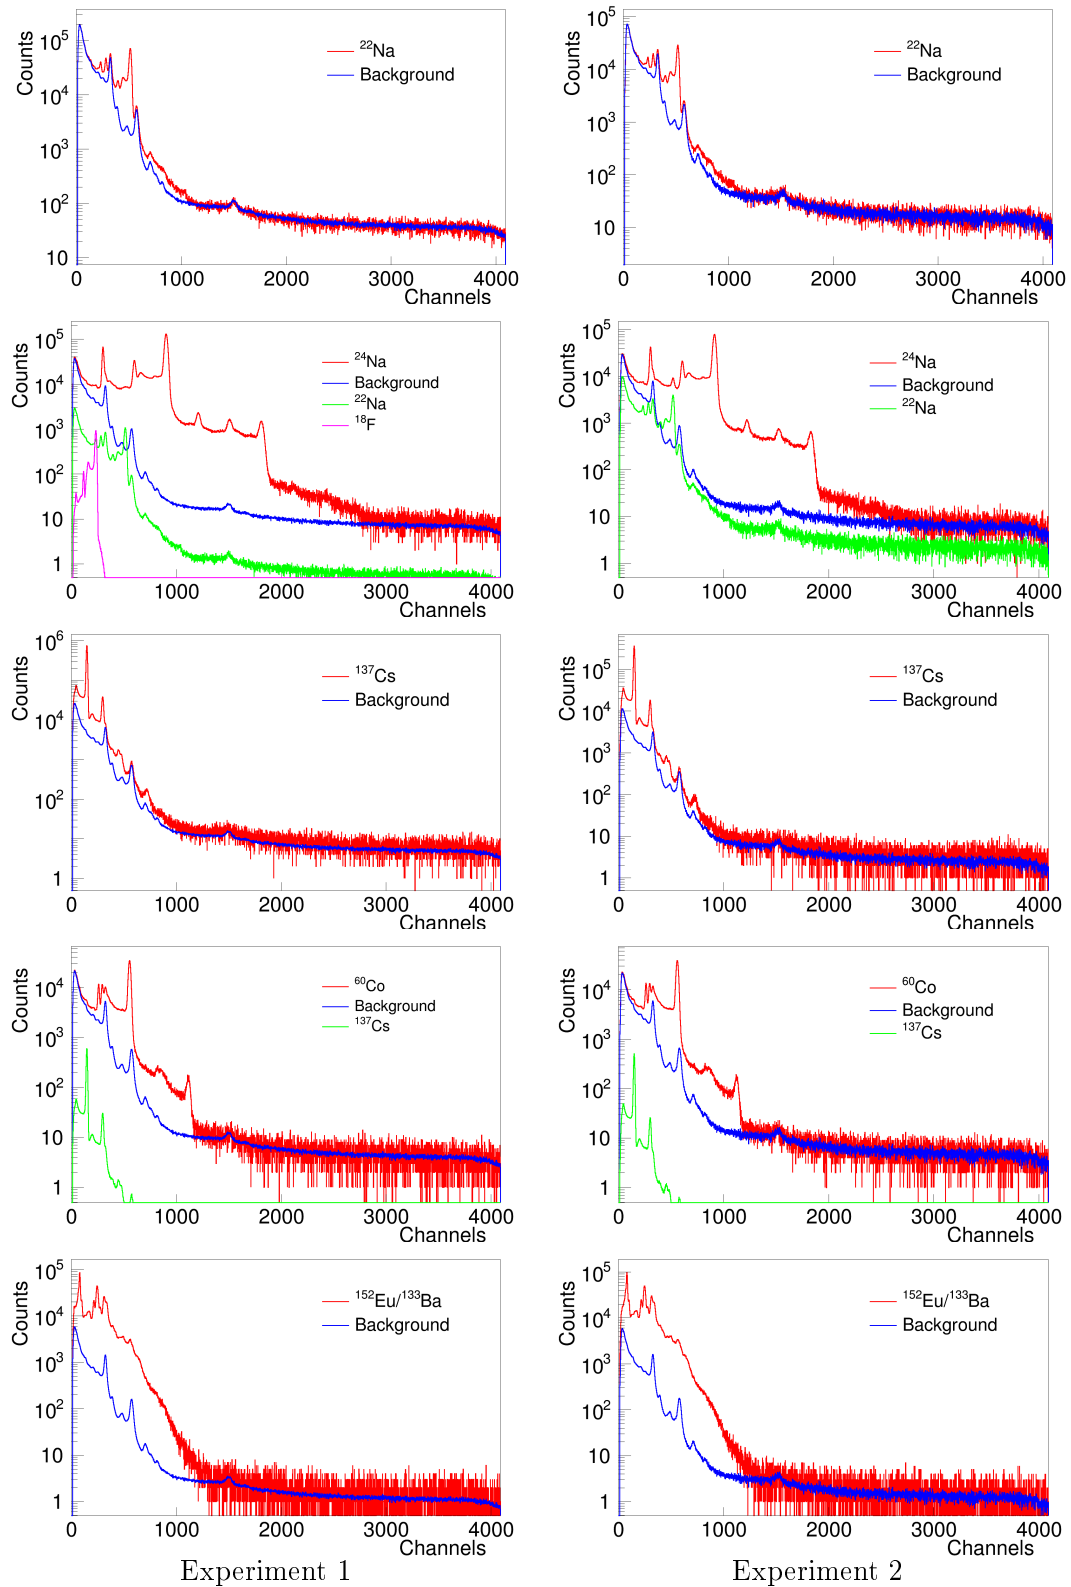 Counts
10⁵
10⁴
10³
10²
10
²²Na
Background
0 1000 2000 3000 4000
Channels
Counts
10⁵
10⁴
10³
10²
10
²²Na
Background
0 1000 2000 3000 4000
Channels
Counts
10⁵
10⁴
10³
10²
10
1
²⁴Na
Background
²²Na
¹⁸F
0 1000 2000 3000 4000
Channels
Counts
10⁵
10⁴
10³
10²
10
1
²⁴Na
Background
²²Na
0 1000 2000 3000 4000
Channels
Counts
10⁶
10⁴
10²
1
¹³⁷Cs
Background
0 1000 2000 3000 4000
Channels
Counts
10⁵
10⁴
10³
10²
10
1
¹³⁷Cs
Background
0 1000 2000 3000 4000
Channels
Counts
10⁴
10³
10²
10
1
⁶⁰Co
Background
¹³⁷Cs
0 1000 2000 3000 4000
Channels
Counts
10⁴
10³
10²
10
1
⁶⁰Co
Background
¹³⁷Cs
0 1000 2000 3000 4000
Channels
Counts
10⁵
10⁴
10³
10²
10
1
¹⁵²Eu/¹³³Ba
Background
0 1000 2000 3000 4000
Channels
Counts
10⁵
10⁴
10³
10²
10
1
¹⁵²Eu/¹³³Ba
Background
0 1000 2000 3000 4000
Channels
Experiment 1
Experiment 2